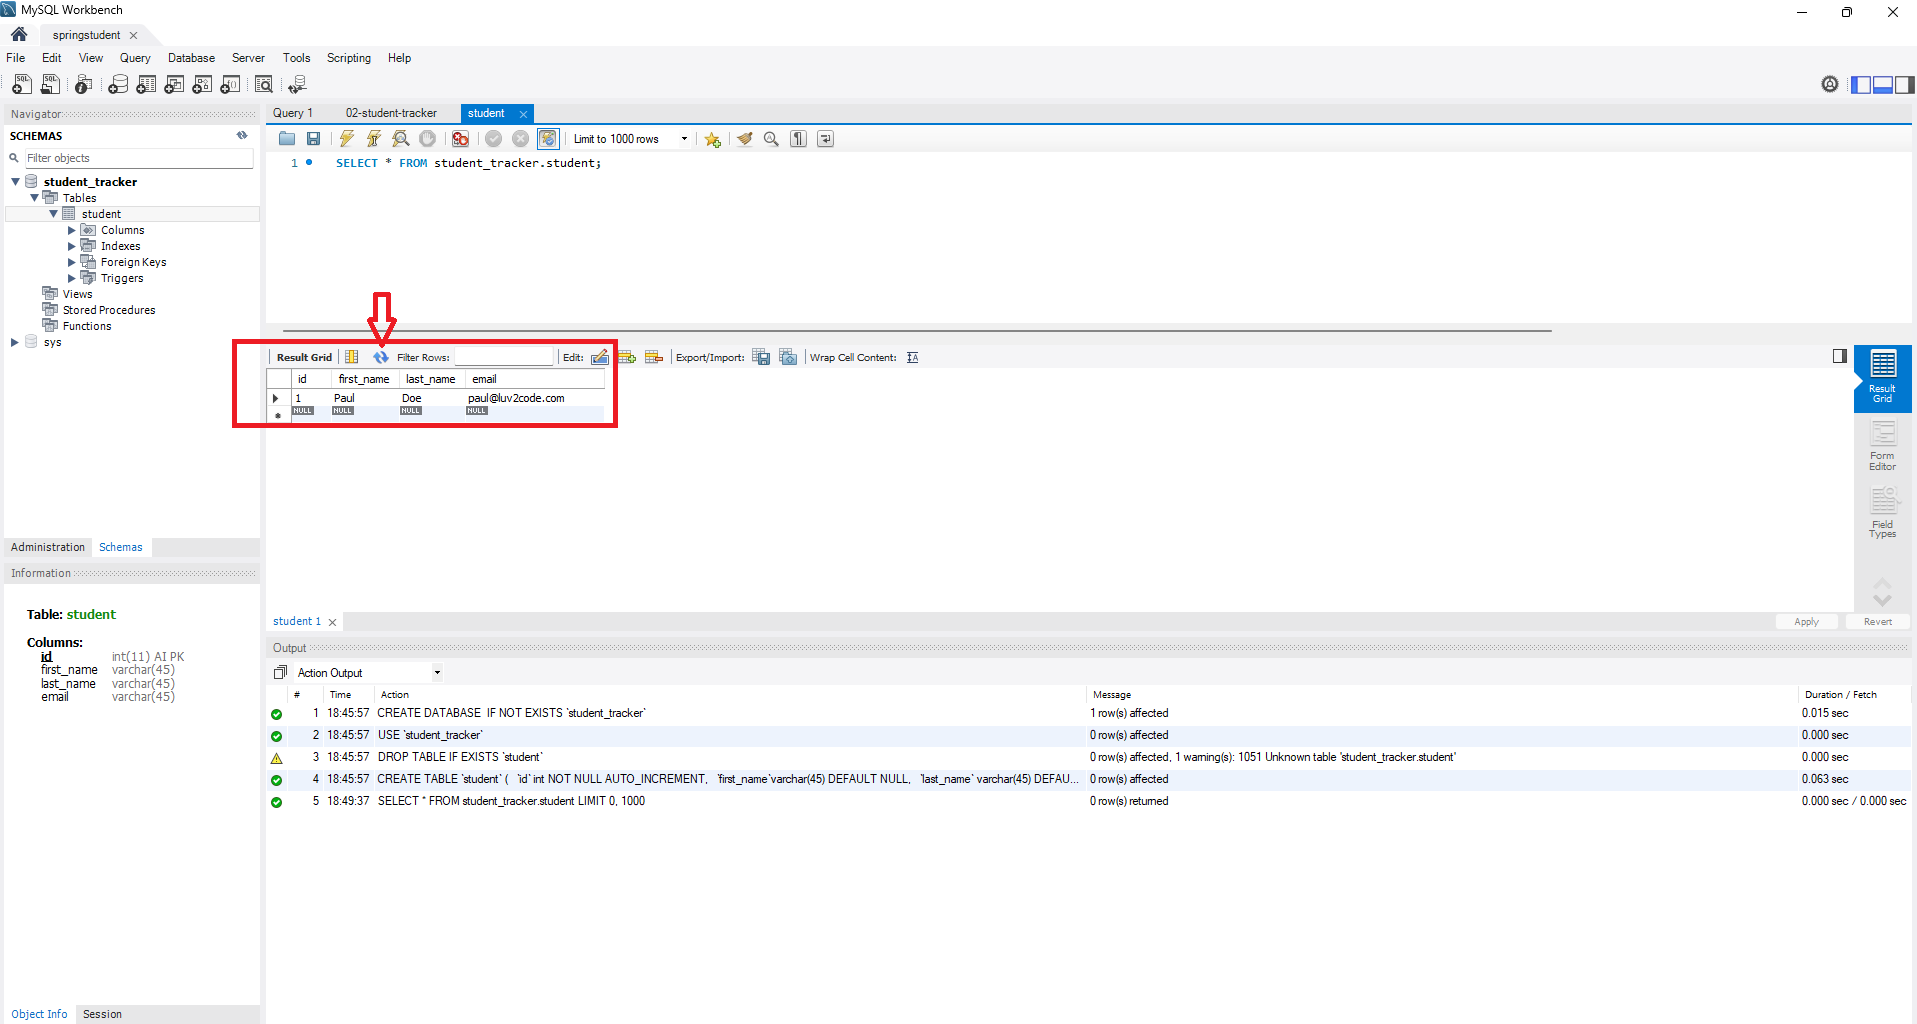 MySQL Workbench
springstudent
File Edit View Query Database Server Tools Scripting Help
Navigator
SCHEMAS
Filter objects
student_tracker
Tables
student
Columns
Indexes
Foreign Keys
Triggers
Views
Stored Procedures
Functions
sys
Administration Schemas
Information
Table: student
Columns:
id int(11) AI PK
first_name varchar(45)
last_name varchar(45)
email varchar(45)
Object Info Session
Query 1 02-student-tracker student
Limit to 1000 rows
1 SELECT * FROM student_tracker.student;
Result Grid Filter Rows: Edit: Export/Import: Wrap Cell Content:
id first_name last_name email
1 Paul Doe paul@luv2code.com
NULL NULL NULL NULL
Result
Grid
Form
Editor
Field
Types
student 1 Apply Revert
Output
Action Output
# Time Action Message Duration / Fetch
1 18:45:57 CREATE DATABASE IF NOT EXISTS `student_tracker` 1 row(s) affected 0.015 sec
2 18:45:57 USE `student_tracker` 0 row(s) affected 0.000 sec
3 18:45:57 DROP TABLE IF EXISTS `student` 0 row(s) affected, 1 warning(s): 1051 Unknown table 'student_tracker.student' 0.000 sec
4 18:45:57 CREATE TABLE `student` ( `id` int NOT NULL AUTO_INCREMENT, `first_name` varchar(45) DEFAULT NULL, `last_name` varchar(45) DEFAU... 0 row(s) affected 0.063 sec
5 18:49:37 SELECT * FROM student_tracker.student LIMIT 0, 1000 0 row(s) returned 0.000 sec / 0.000 sec